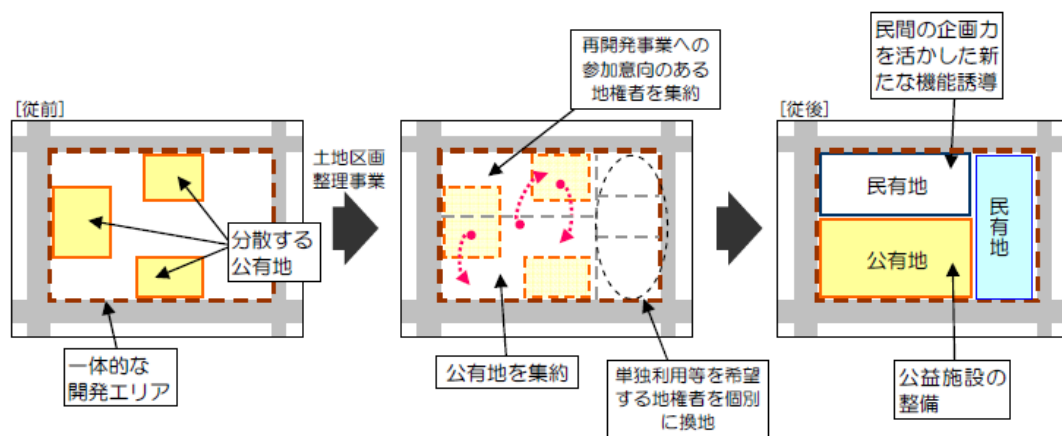 [従前]
分散する
公有地
一体的な
開発エリア
土地区画
整理事業
再開発事業への
参加意向のある
地権者を集約
公有地を集約
単独利用等を希望
する地権者を個別
に換地
[従後]
民間の企画力
を活かした新
たな機能誘導
民有地
公有地
民有地
公益施設の
整備